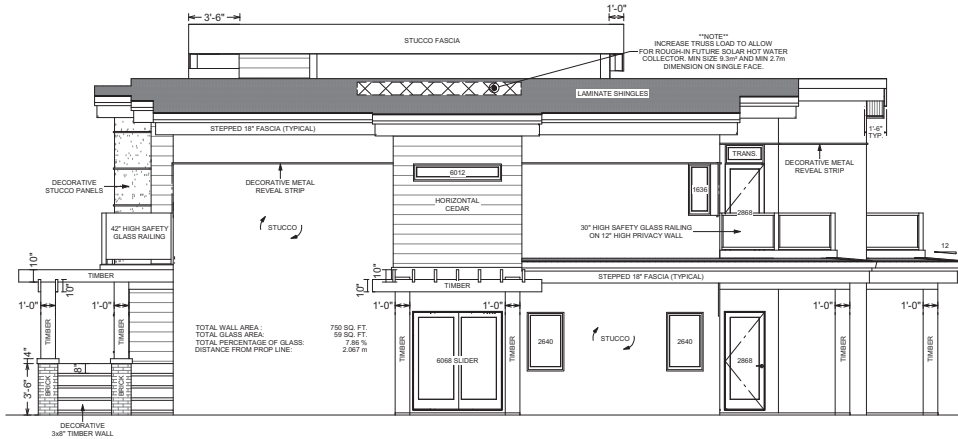 3'-6"
1'-0"
STUCCO FASCIA
**NOTE**
INCREASE TRUSS LOAD TO ALLOW
FOR ROUGH-IN FUTURE SOLAR HOT WATER
COLLECTOR. MIN SIZE 9.3m² AND MIN 2.7m
DIMENSION ON SINGLE FACE.
LAMINATE SHINGLES
STEPPED 18" FASCIA (TYPICAL)
1'-6"
TYP.
TRANS.
DECORATIVE METAL
REVEAL STRIP
6012
DECORATIVE METAL
REVEAL STRIP
DECORATIVE
STUCCO PANELS
1636
HORIZONTAL
CEDAR
2868
42" HIGH SAFETY
GLASS RAILING
STUCCO
30" HIGH SAFETY GLASS RAILING
ON 12" HIGH PRIVACY WALL
12
10"
TIMBER
10"
10"
TIMBER
10"
STEPPED 18" FASCIA (TYPICAL)
1'-0"
1'-0"
1'-0"
1'-0"
1'-0"
1'-0"
TIMBER
TIMBER
TIMBER
TIMBER
TIMBER
TIMBER
TOTAL WALL AREA : 750 SQ. FT.
TOTAL GLASS AREA: 59 SQ. FT.
TOTAL PERCENTAGE OF GLASS: 7.86 %
DISTANCE FROM PROP LINE: 2.067 m
6068 SLIDER
2640
STUCCO
2640
2868
4"
8"
3'-6"
BRICK
BRICK
DECORATIVE
3x8" TIMBER WALL